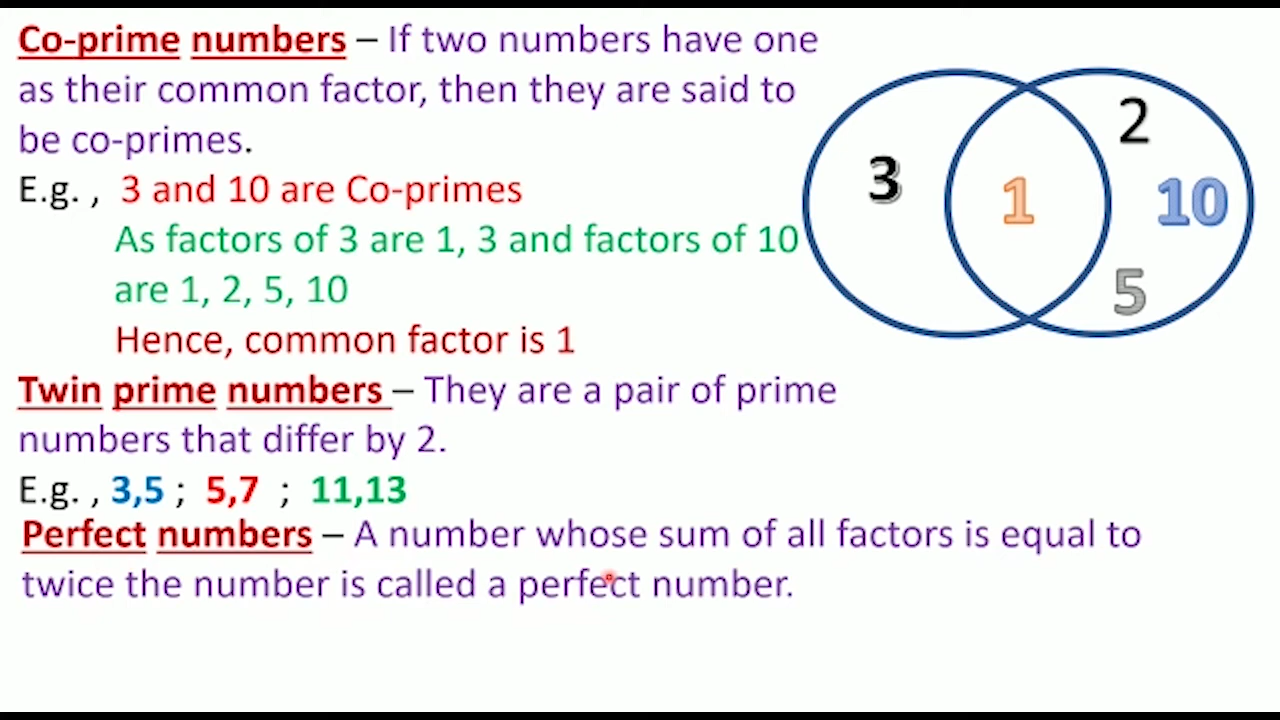 Co-prime numbers – If two numbers have one
as their common factor, then they are said to
be co-primes.
E.g. , 3 and 10 are Co-primes
As factors of 3 are 1, 3 and factors of 10
are 1, 2, 5, 10
Hence, common factor is 1
Twin prime numbers – They are a pair of prime
numbers that differ by 2.
E.g. , 3,5 ; 5,7 ; 11,13
Perfect numbers – A number whose sum of all factors is equal to
twice the number is called a perfect number.
3
1
2
10
5